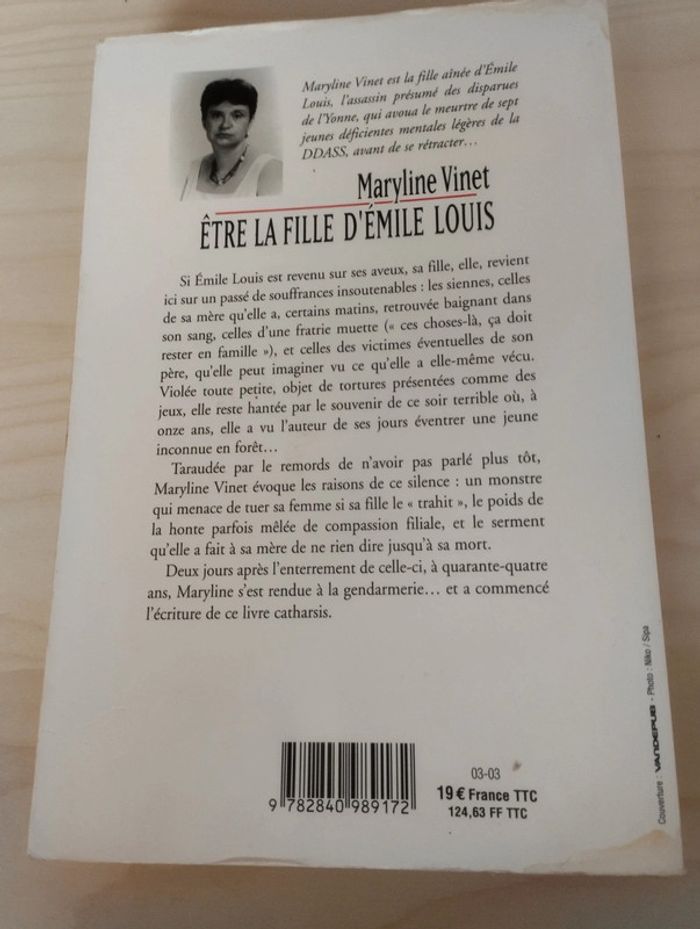 Maryline Vinet est la fille aînée d'Émile
Louis, l'assassin présumé des disparues
de l'Yonne, qui avoua le meurtre de sept
jeunes déficientes mentales légères de la
DDASS, avant de se rétracter…
Maryline Vinet
ÊTRE LA FILLE D'ÉMILE LOUIS
Si Émile Louis est revenu sur ses aveux, sa fille, elle, revient
ici sur un passé de souffrances insoutenables : les siennes, celles
de sa mère qu'elle a, certains matins, retrouvée baignant dans
son sang, celles d'une fratrie muette (« ces choses-là, ça doit
rester en famille »), et celles des victimes éventuelles de son
père, qu'elle peut imaginer vu ce qu'elle a elle-même vécu.
Violée toute petite, objet de tortures présentées comme des
jeux, elle reste hantée par le souvenir de ce soir terrible où, à
onze ans, elle a vu l'auteur de ses jours éventrer une jeune
inconnue en forêt…
Taraudée par le remords de n'avoir pas parlé plus tôt,
Maryline Vinet évoque les raisons de ce silence : un monstre
qui menace de tuer sa femme si sa fille le « trahit », le poids de
la honte parfois mêlée de compassion filiale, et le serment
qu'elle a fait à sa mère de ne rien dire jusqu'à sa mort.
Deux jours après l'enterrement de celle-ci, à quarante-quatre
ans, Maryline s'est rendue à la gendarmerie… et a commencé
l'écriture de ce livre catharsis.
03-03
19 € France TTC
124,63 FF TTC
9 782840 989172
Couverture : VANDEPUB - Photo : Niko / Sipa